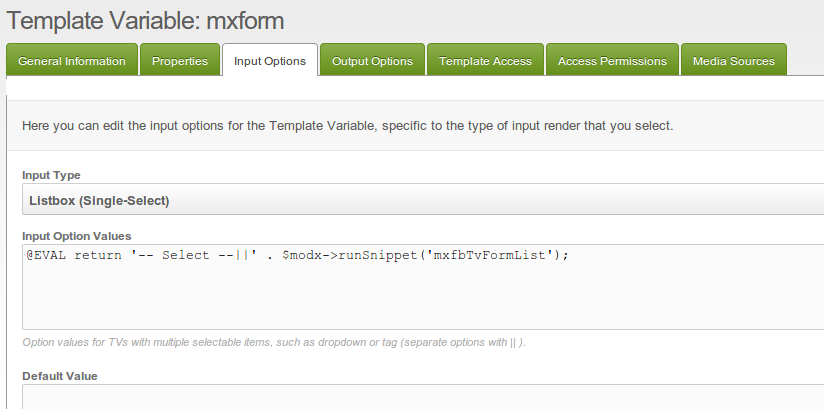 Template Variable: mxform
General Information Properties Input Options Output Options Template Access Access Permissions Media Sources
Here you can edit the input options for the Template Variable, specific to the type of input render that you select.
Input Type
Listbox (Single-Select)
Input Option Values
@EVAL return '-- Select --||' . $modx->runSnippet('mxfbTvFormList');
Option values for TVs with multiple selectable items, such as dropdown or tag (separate options with || ).
Default Value